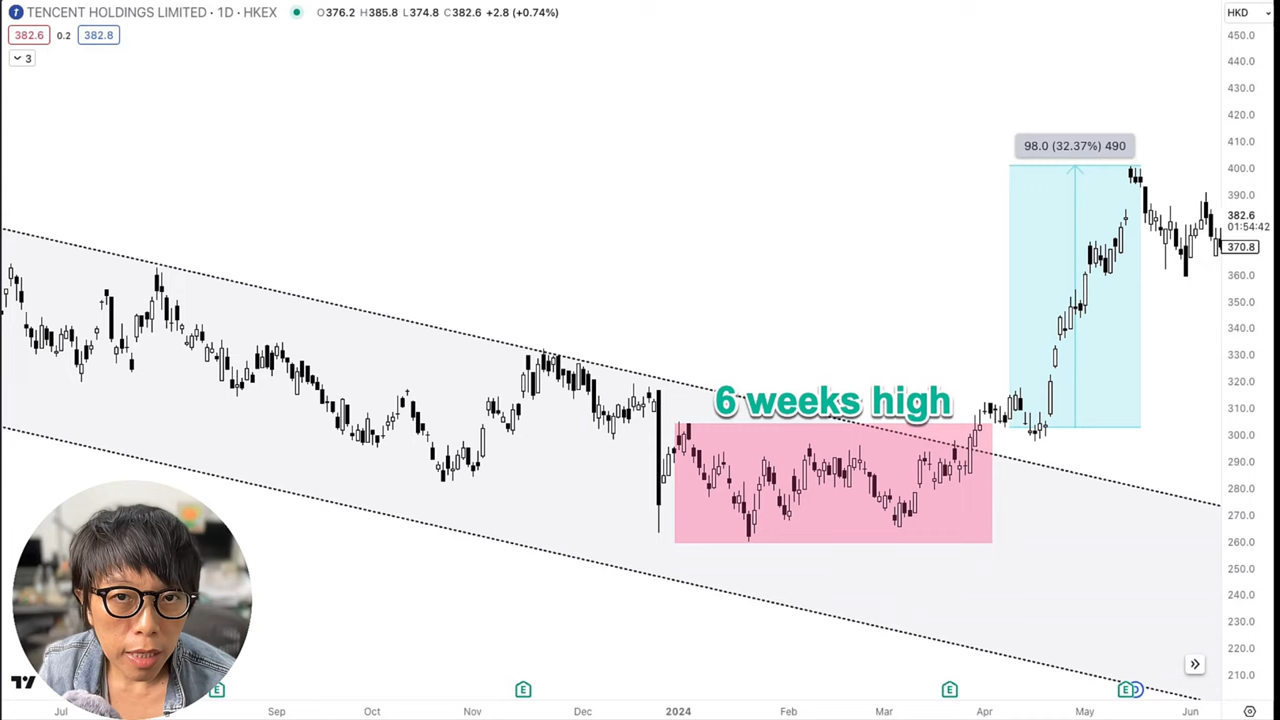 TENCENT HOLDINGS LIMITED · 1D · HKEX
O376.2 H385.8 L374.8 C382.6 +2.8 (+0.74%)
HKD
382.6
0.2
382.8
3
450.0
440.0
430.0
420.0
410.0
400.0
390.0
382.6
01:54:42
370.8
360.0
350.0
340.0
330.0
320.0
310.0
300.0
290.0
280.0
270.0
260.0
250.0
240.0
230.0
220.0
210.0
98.0 (32.37%) 490
6 weeks high
E
E
E
E
Jul
Sep
Oct
Nov
Dec
2024
Feb
Mar
Apr
May
Jun